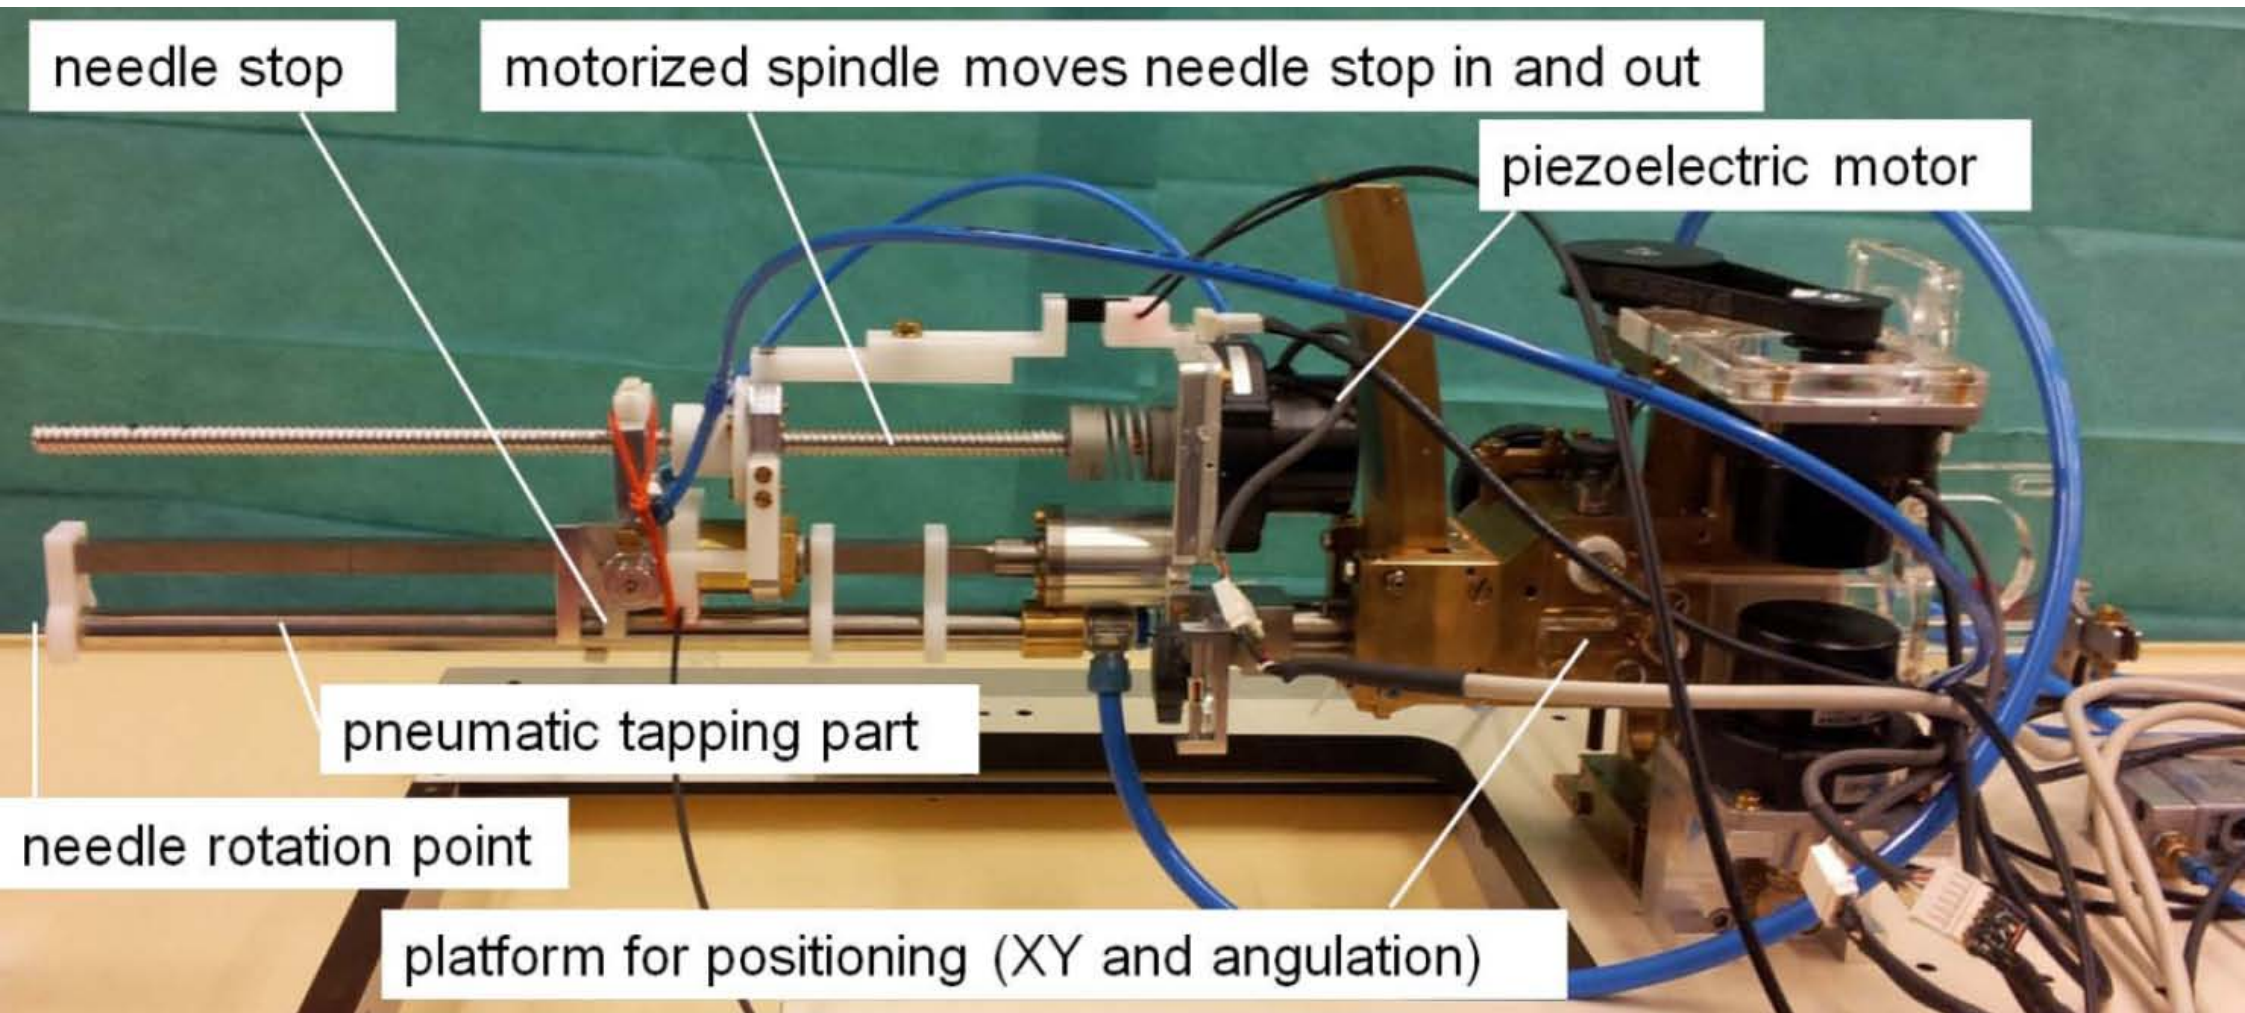 needle stop
motorized spindle moves needle stop in and out
piezoelectric motor
pneumatic tapping part
needle rotation point
platform for positioning (XY and angulation)